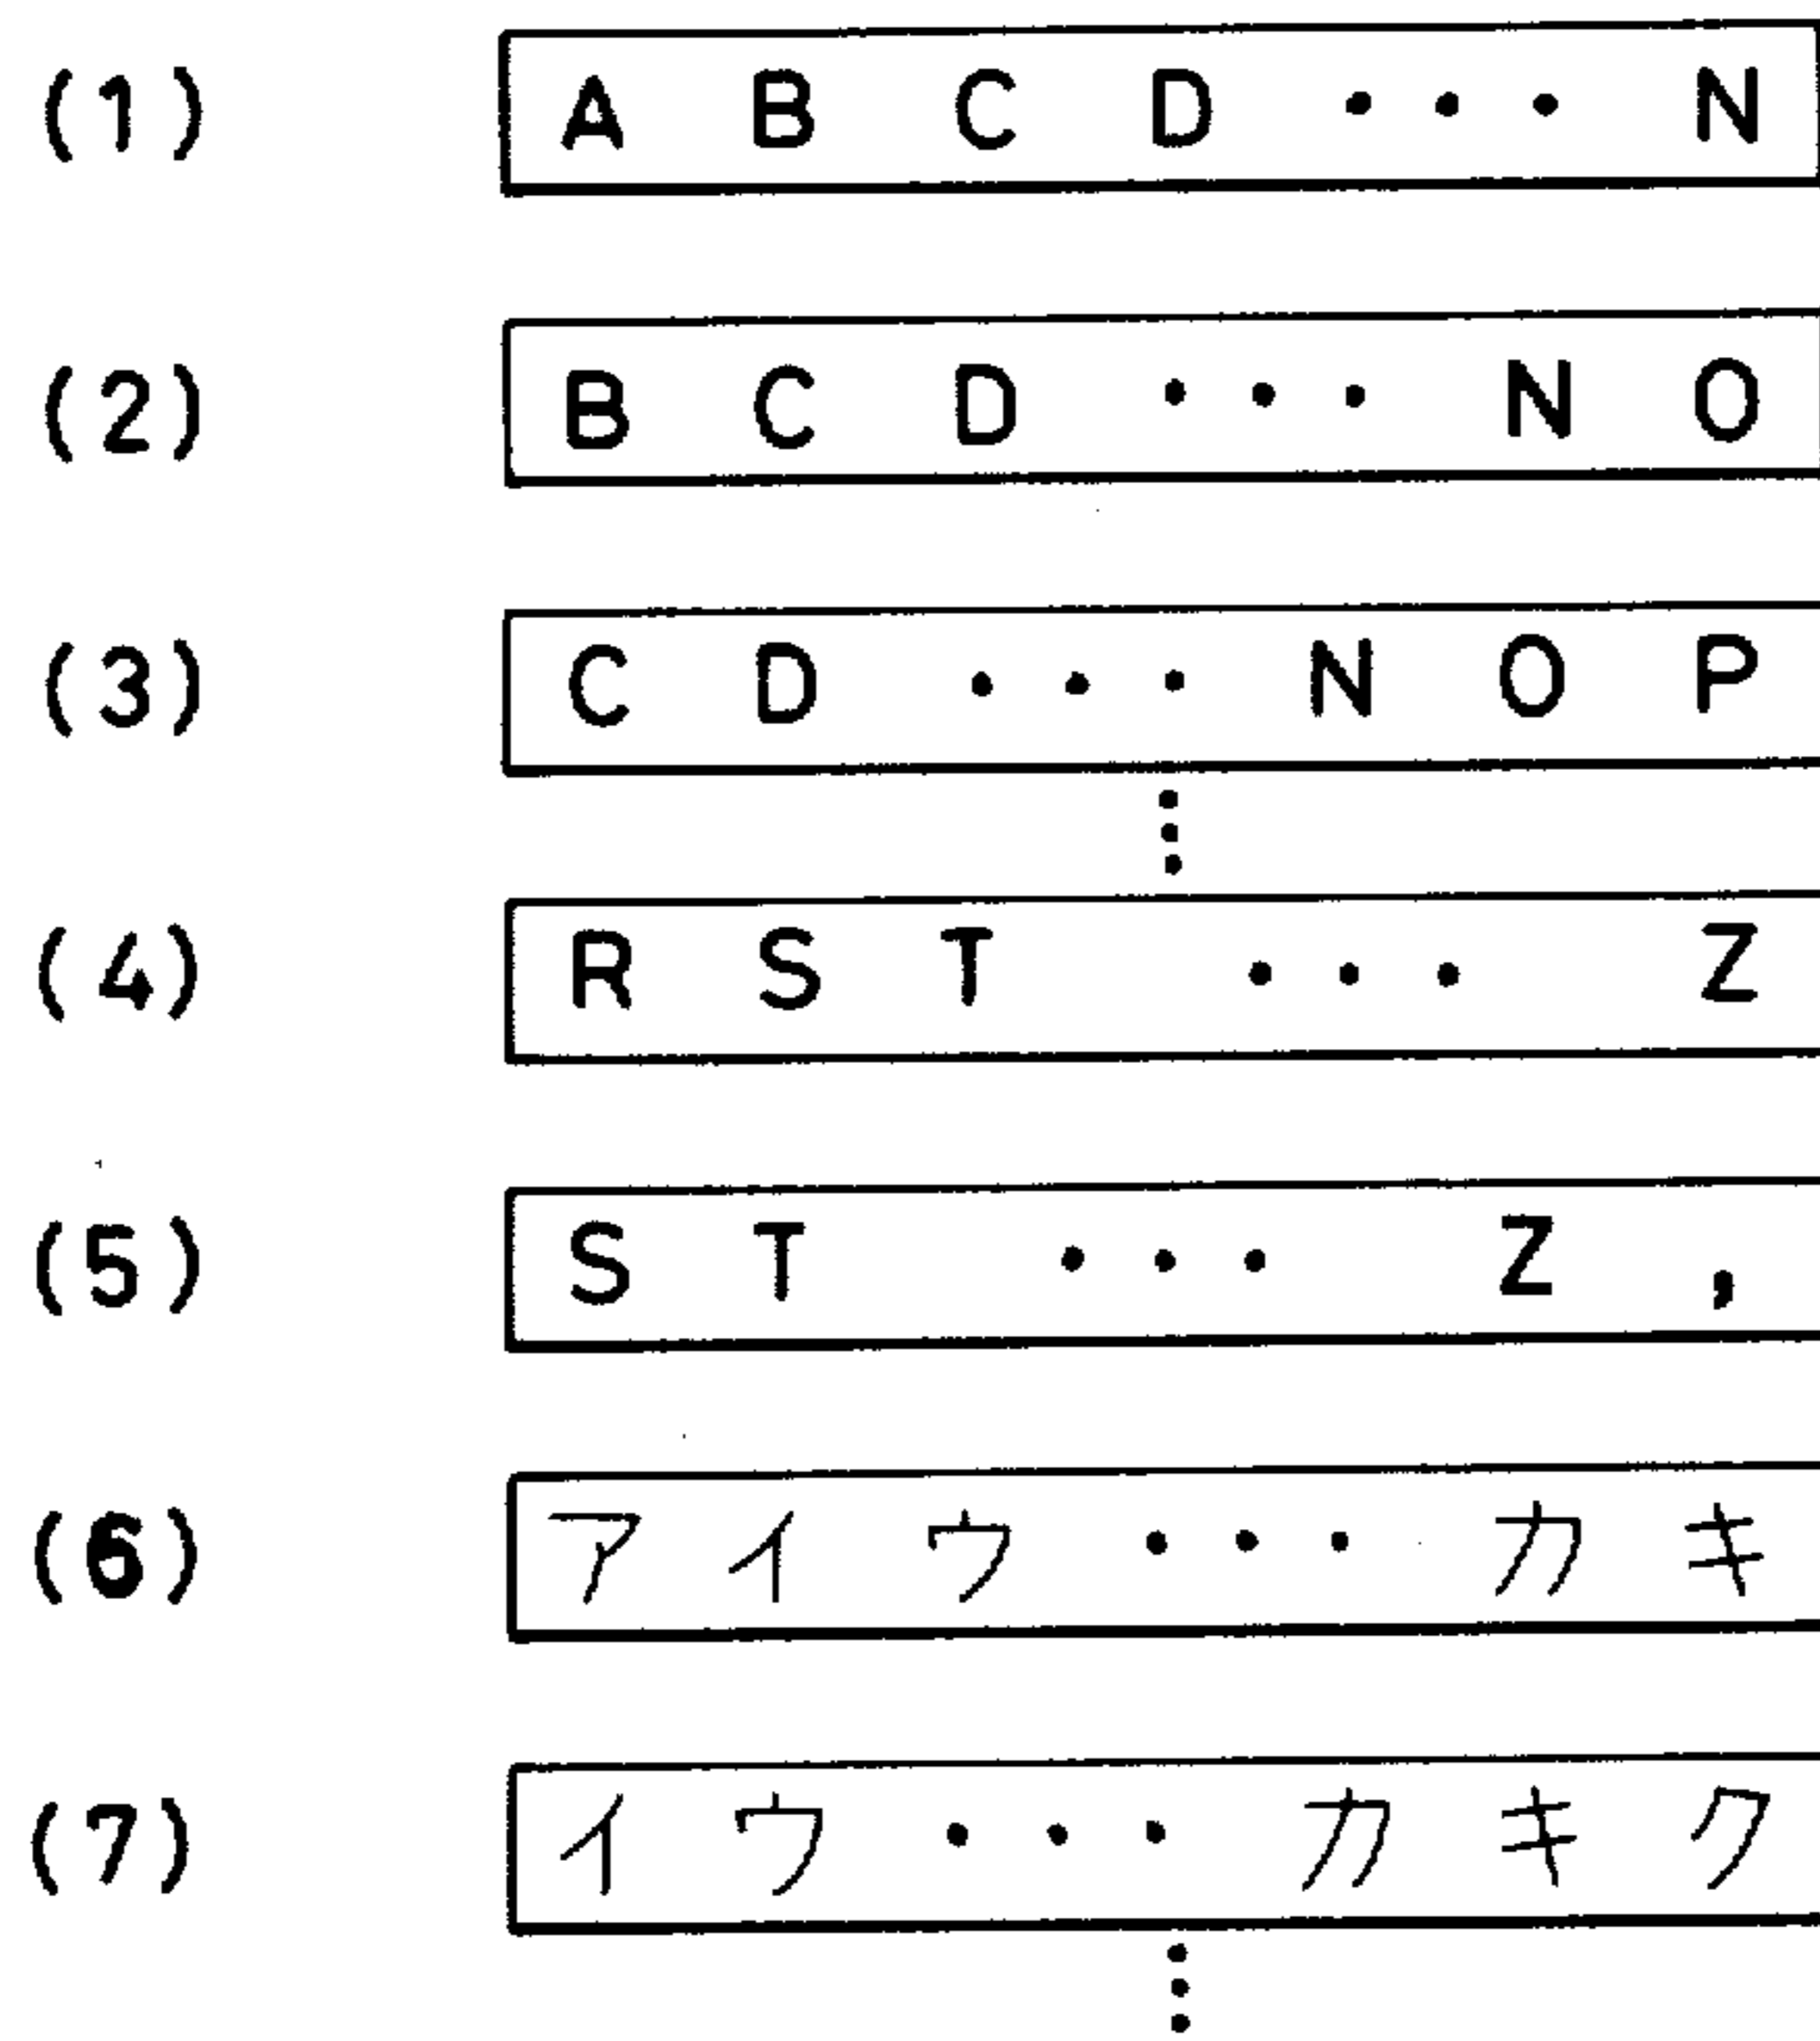 (1) A B C D ・・・ N
(2) B C D ・・・ N O
(3) C D ・・・ N O P
(4) R S T ・・・ Z
(5) S T ・・・ Z ,
(6) ア イ ウ ・・・ カ キ
(7) イ ウ ・・・ カ キ ク